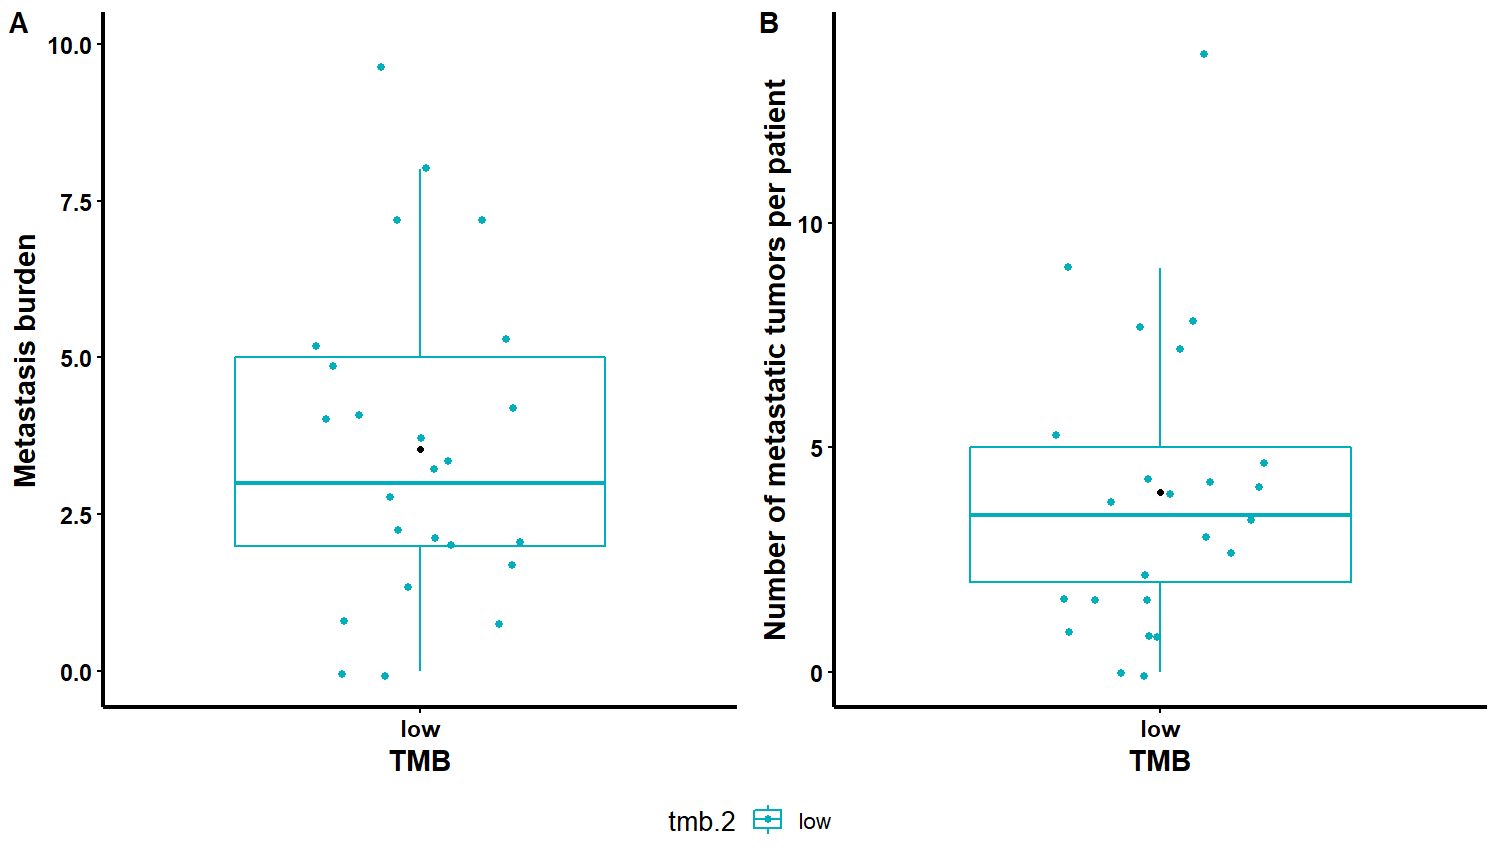 A
10.0
7.5
5.0
2.5
0.0
Metastasis burden
low
TMB
B
10
5
0
Number of metastatic tumors per patient
low
TMB
tmb.2 low